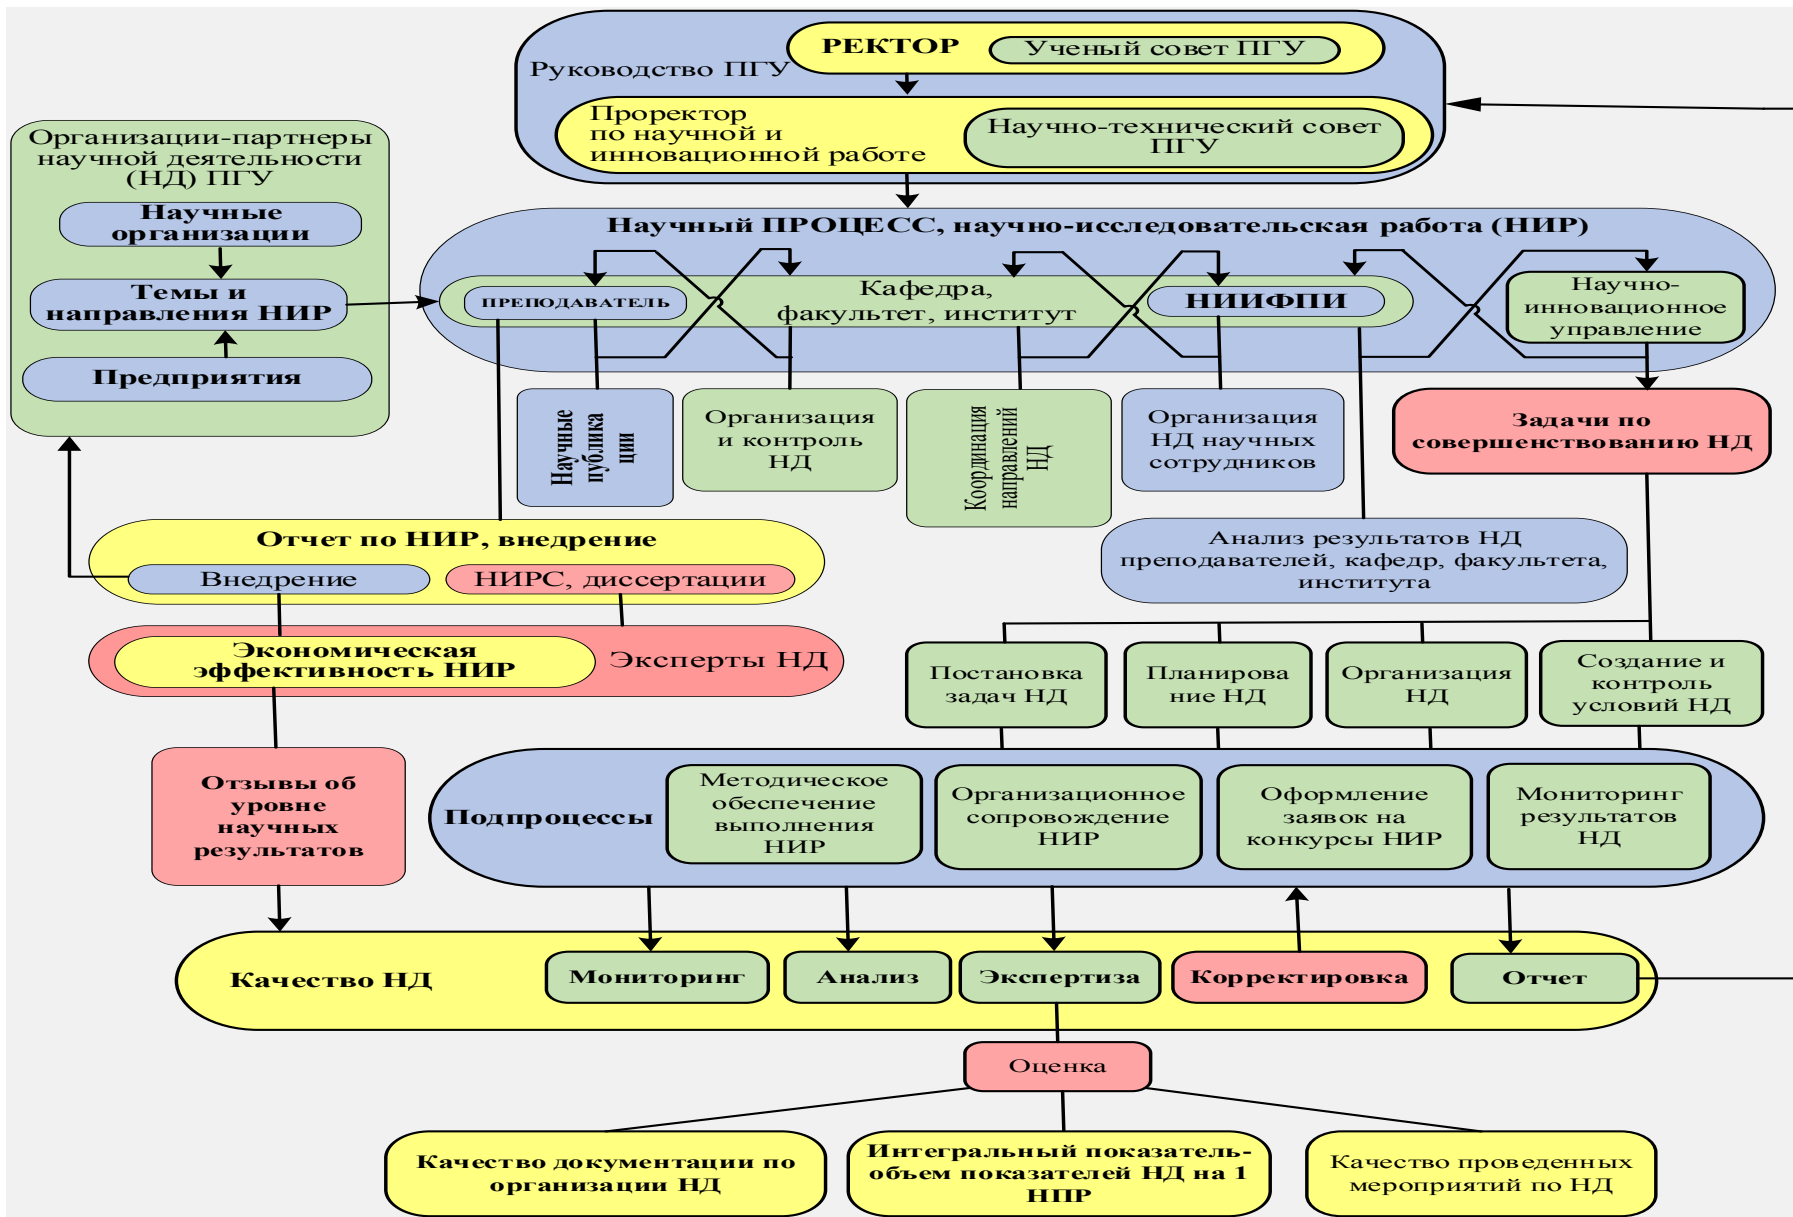 РЕКТОР
Ученый совет ПГУ
Руководство ПГУ
Проректор
по научной и
инновационной работе
Научно-технический совет
ПГУ
Организации-партнеры
научной деятельности
(НД) ПГУ
Научные
организации
Темы и
направления НИР
Предприятия
Научный ПРОЦЕСС, научно-исследовательская работа (НИР)
ПРЕПОДАВАТЕЛЬ
Кафедра,
факультет, институт
НИИФПИ
Научно-
инновационное
управление
Научные
публика
ции
Организация
и контроль
НД
Координация
направлений
НД
Организация
НД научных
сотрудников
Задачи по
совершенствованию НД
Отчет по НИР, внедрение
Внедрение
НИРС, диссертации
Анализ результатов НД
преподавателей, кафедр, факультета,
института
Экономическая
эффективность НИР
Эксперты НД
Постановка
задач НД
Планирова
ние НД
Организация
НД
Создание и
контроль
условий НД
Отзывы об
уровне
научных
результатов
Подпроцессы
Методическое
обеспечение
выполнения
НИР
Организационное
сопровождение
НИР
Оформление
заявок на
конкурсы НИР
Мониторинг
результатов
НД
Качество НД
Мониторинг
Анализ
Экспертиза
Корректировка
Отчет
Оценка
Качество документации по
организации НД
Интегральный показатель-
объем показателей НД на 1
НПР
Качество проведенных
мероприятий по НД